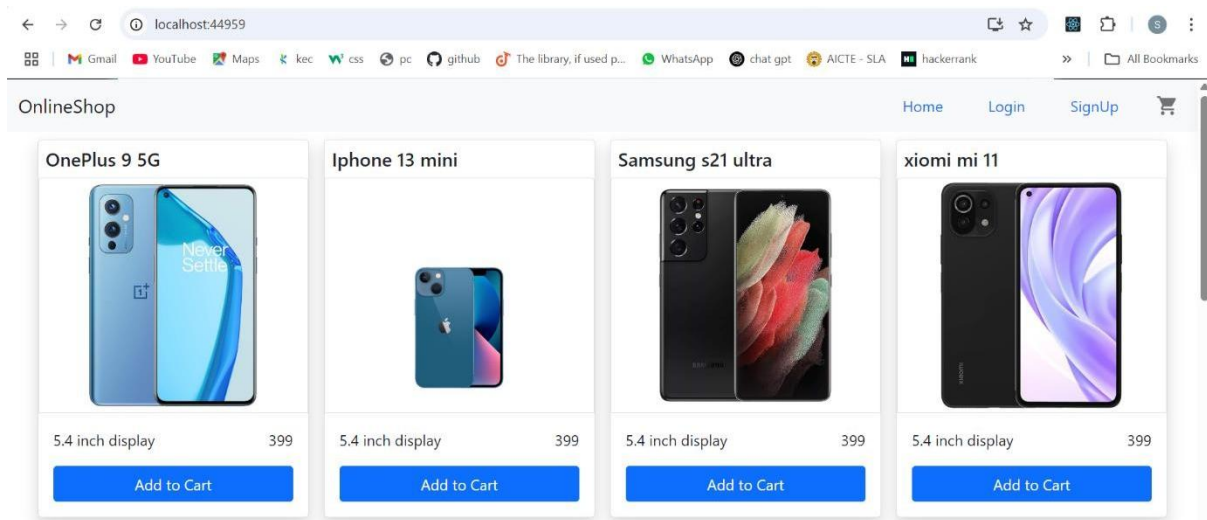 localhost:44959
Gmail YouTube Maps kec css pc github The library, if used p... WhatsApp chat gpt AICTE - SLA hackerrank » All Bookmarks
OnlineShop Home Login SignUp
OnePlus 9 5G Iphone 13 mini Samsung s21 ultra xiomi mi 11
Never
Settle
5.4 inch display 399 5.4 inch display 399 5.4 inch display 399 5.4 inch display 399
Add to Cart Add to Cart Add to Cart Add to Cart